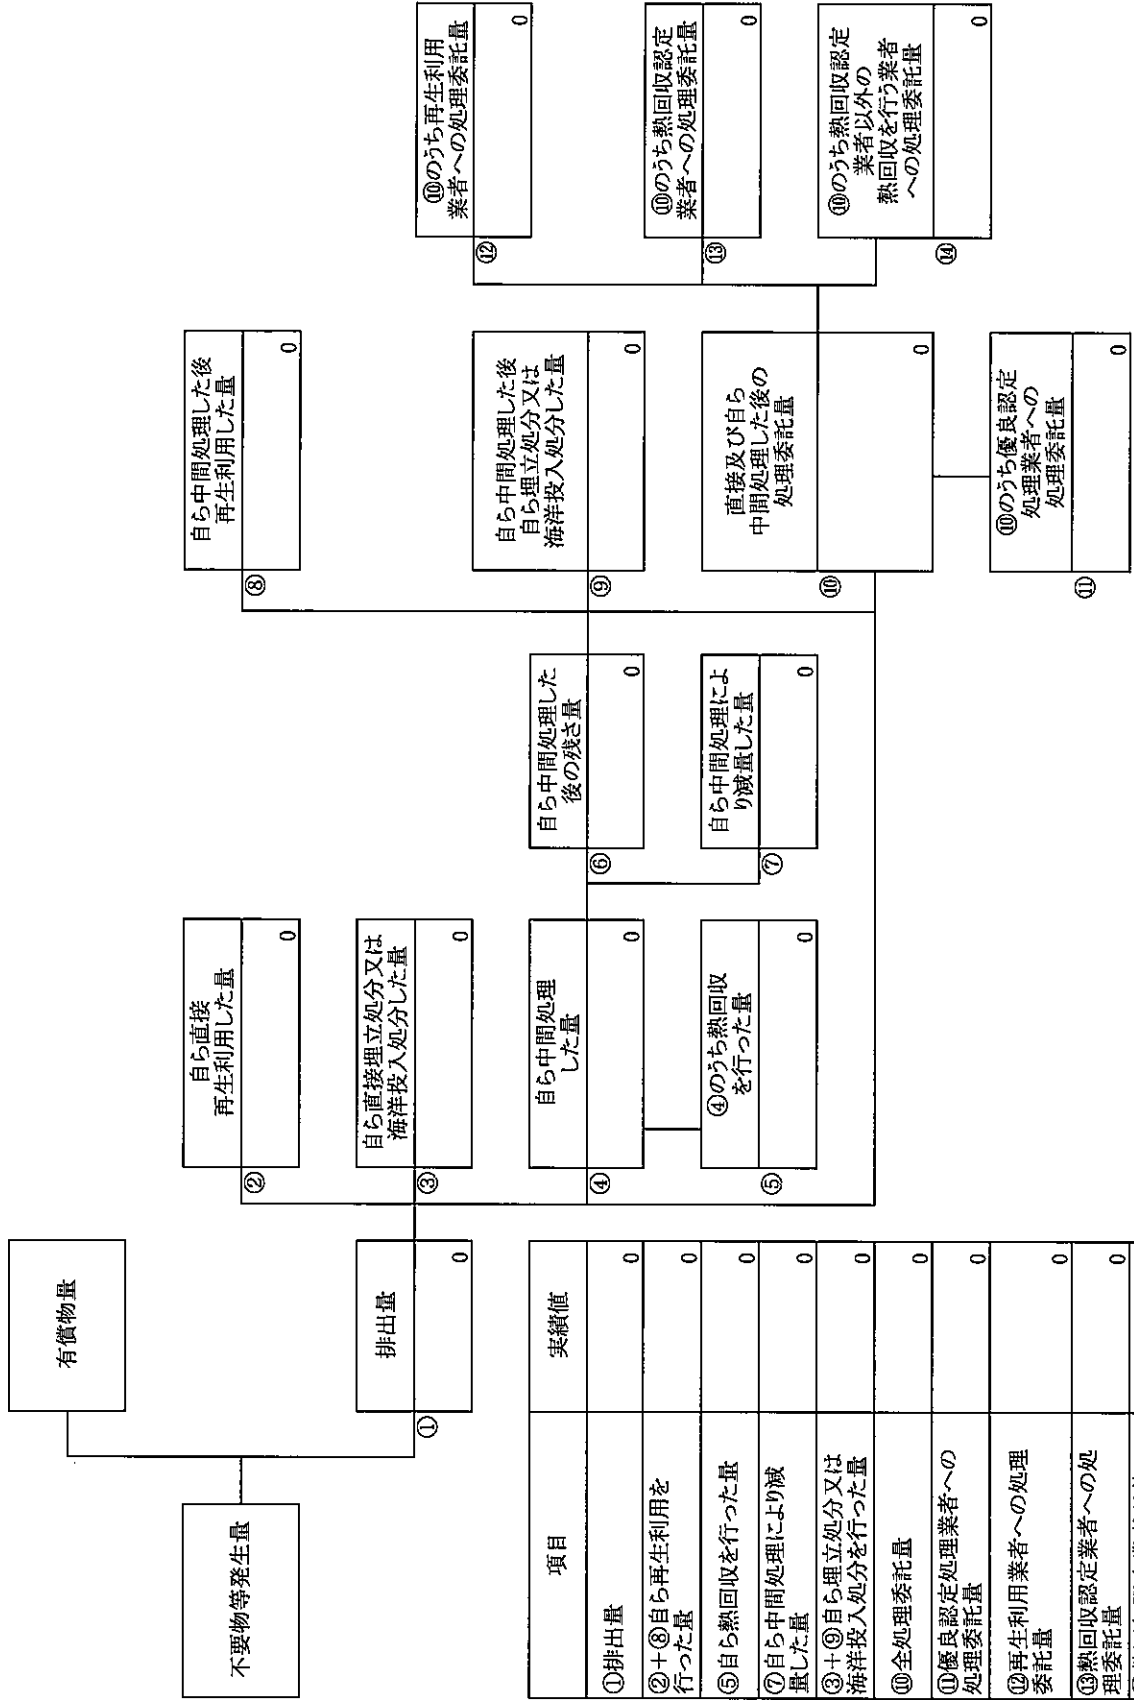 有償物量
不要物等発生量
①
排出量
0
②
自ら直接
再生利用した量
0
③
自ら直接埋立処分又は
海洋投入処分した量
0
④
自ら中間処理
した量
0
⑤
④のうち熱回収
を行った量
0
⑥
自ら中間処理した
後の残さ量
0
⑦
自ら中間処理によ
り減量した量
0
⑧
自ら中間処理した後
再生利用した量
0
⑨
自ら中間処理した後
自ら埋立処分又は
海洋投入処分した量
0
⑩
直接及び自ら
中間処理した後の
処理委託量
0
⑪
⑩のうち優良認定
処理業者への
処理委託量
0
⑫
⑩のうち再生利用
業者への処理委託量
0
⑬
⑩のうち熱回収認定
業者への処理委託量
0
⑭
⑩のうち熱回収認定
業者以外の
熱回収を行う業者
への処理委託量
0
項目
実績値
①排出量
0
②+⑧自ら再生利用を
行った量
0
⑤自ら熱回収を行った量
0
⑦自ら中間処理により減
量した量
0
③+⑨自ら埋立処分又は
海洋投入処分を行った量
0
⑩全処理委託量
0
⑪優良認定処理業者への
処理委託量
0
⑫再生利用業者への処理
委託量
0
⑬熱回収認定業者への処
理委託量
0